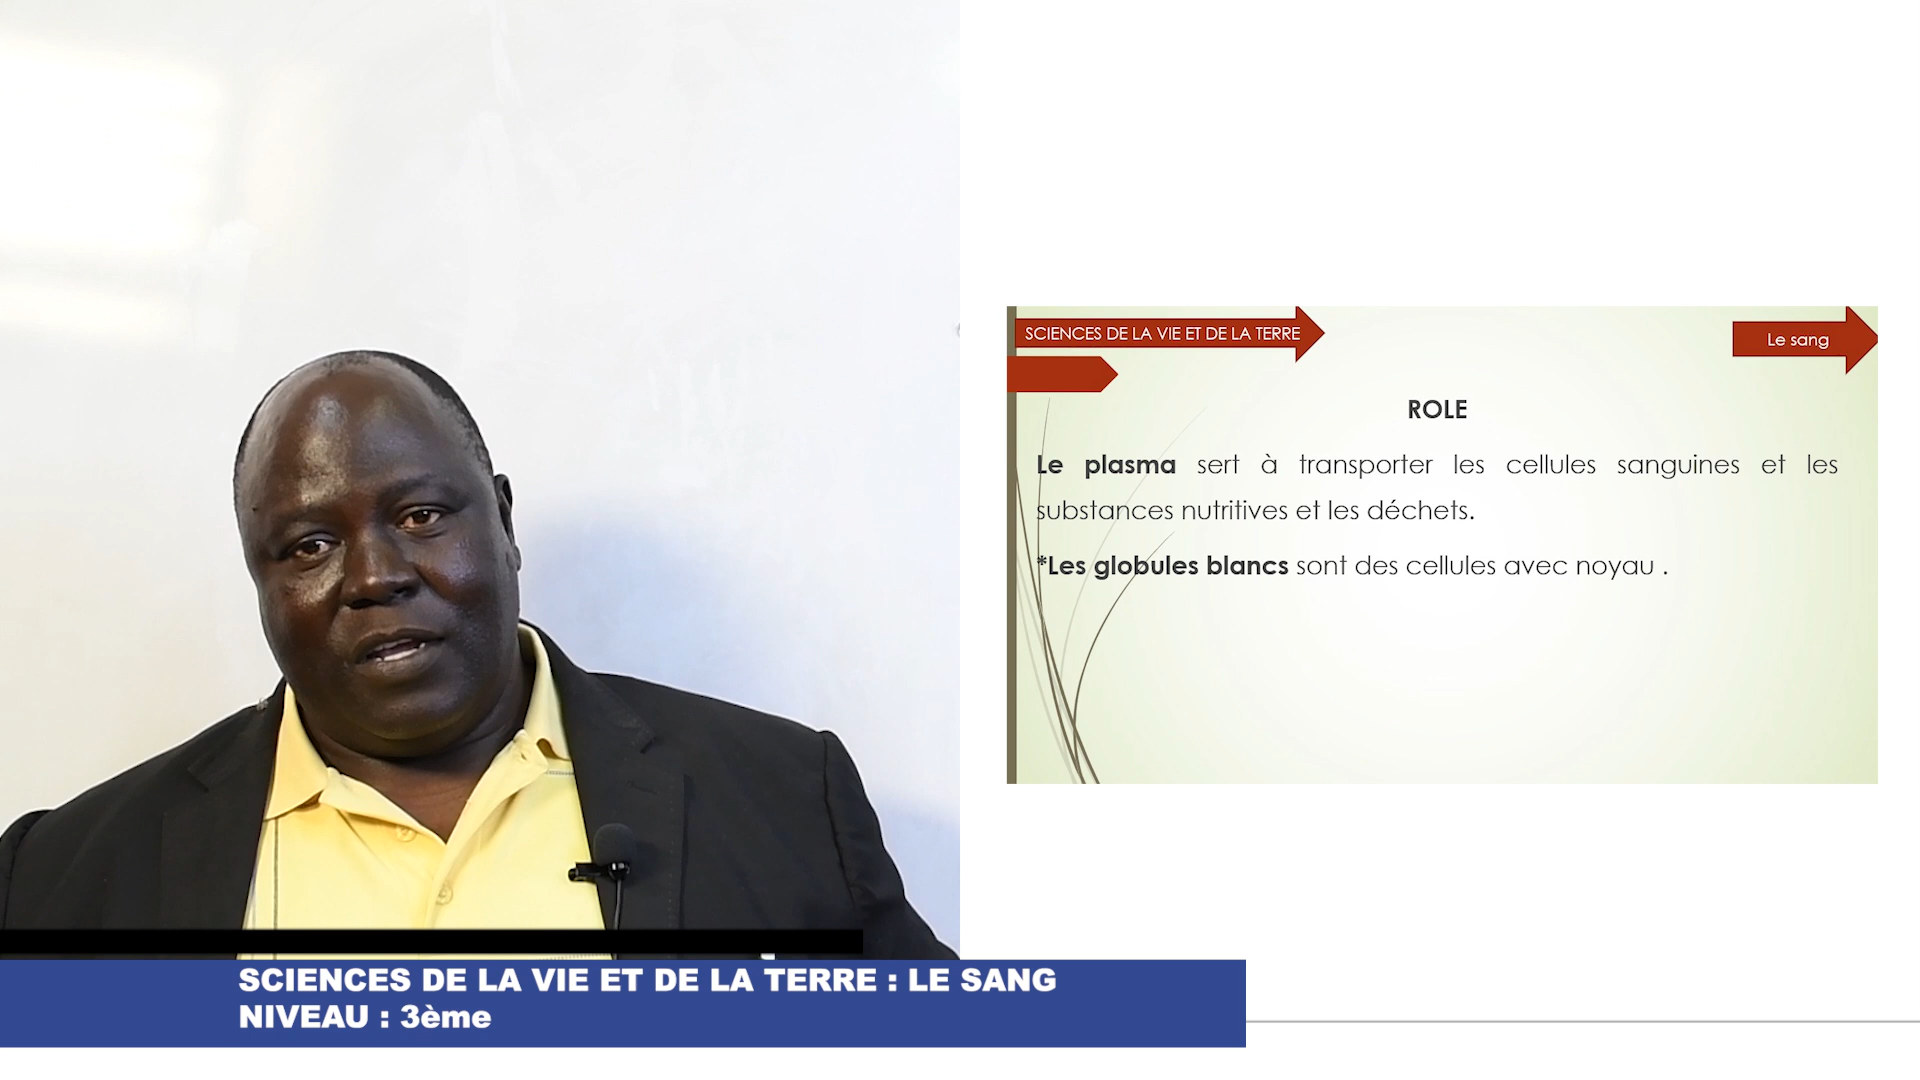 SCIENCES DE LA VIE ET DE LA TERRE
Le sang
ROLE
Le plasma sert à transporter les cellules sanguines et les
substances nutritives et les déchets.
*Les globules blancs sont des cellules avec noyau .
SCIENCES DE LA VIE ET DE LA TERRE : LE SANG
NIVEAU : 3ème